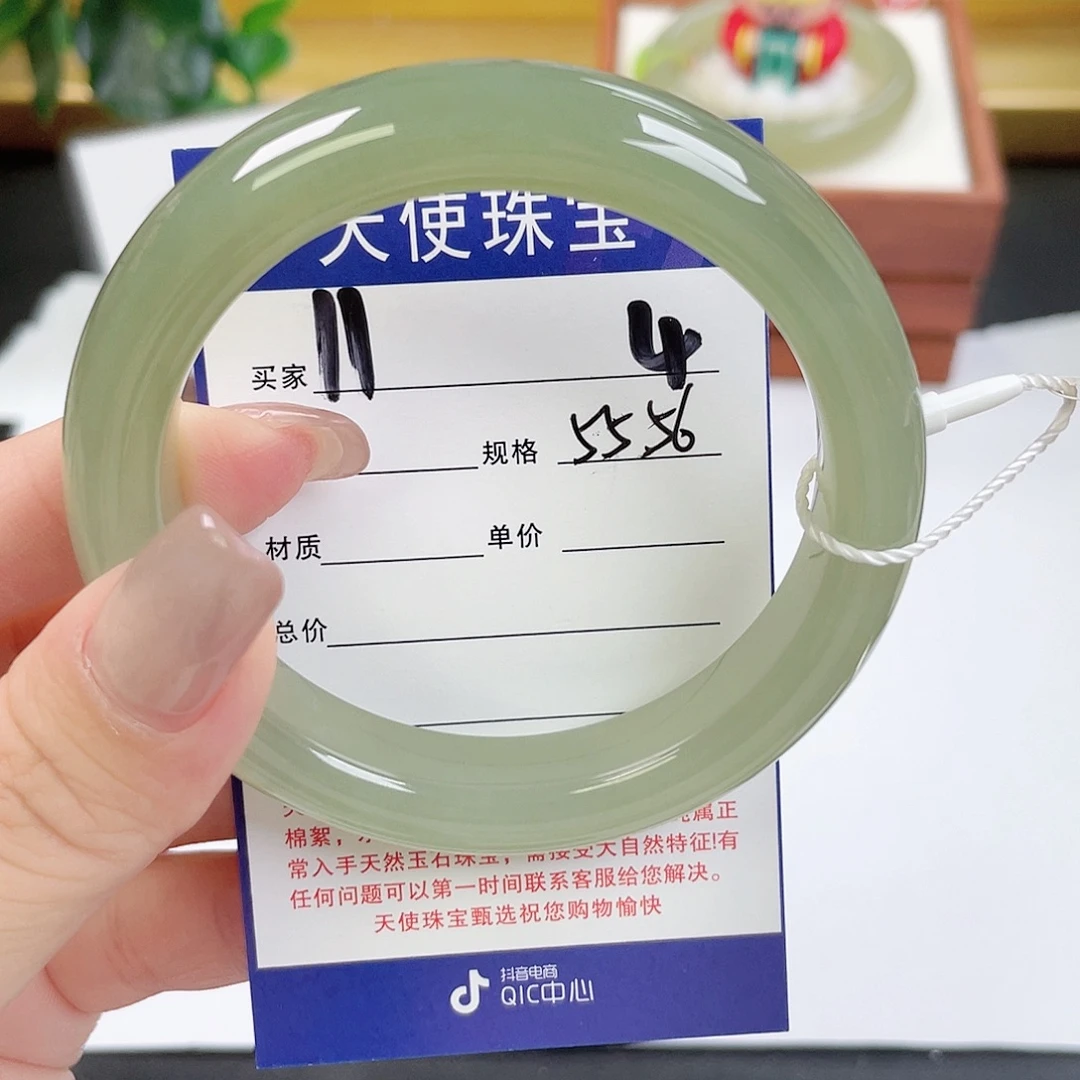 天使珠宝
买家 11 4
规格 55 56
材质 单价
总价
属正
棉絮，
常入手天然玉石珠宝，需接受大自然特征!有
任何问题可以第一时间联系客服给您解决。
天使珠宝甄选祝您购物愉快
抖音电商
QIC中心